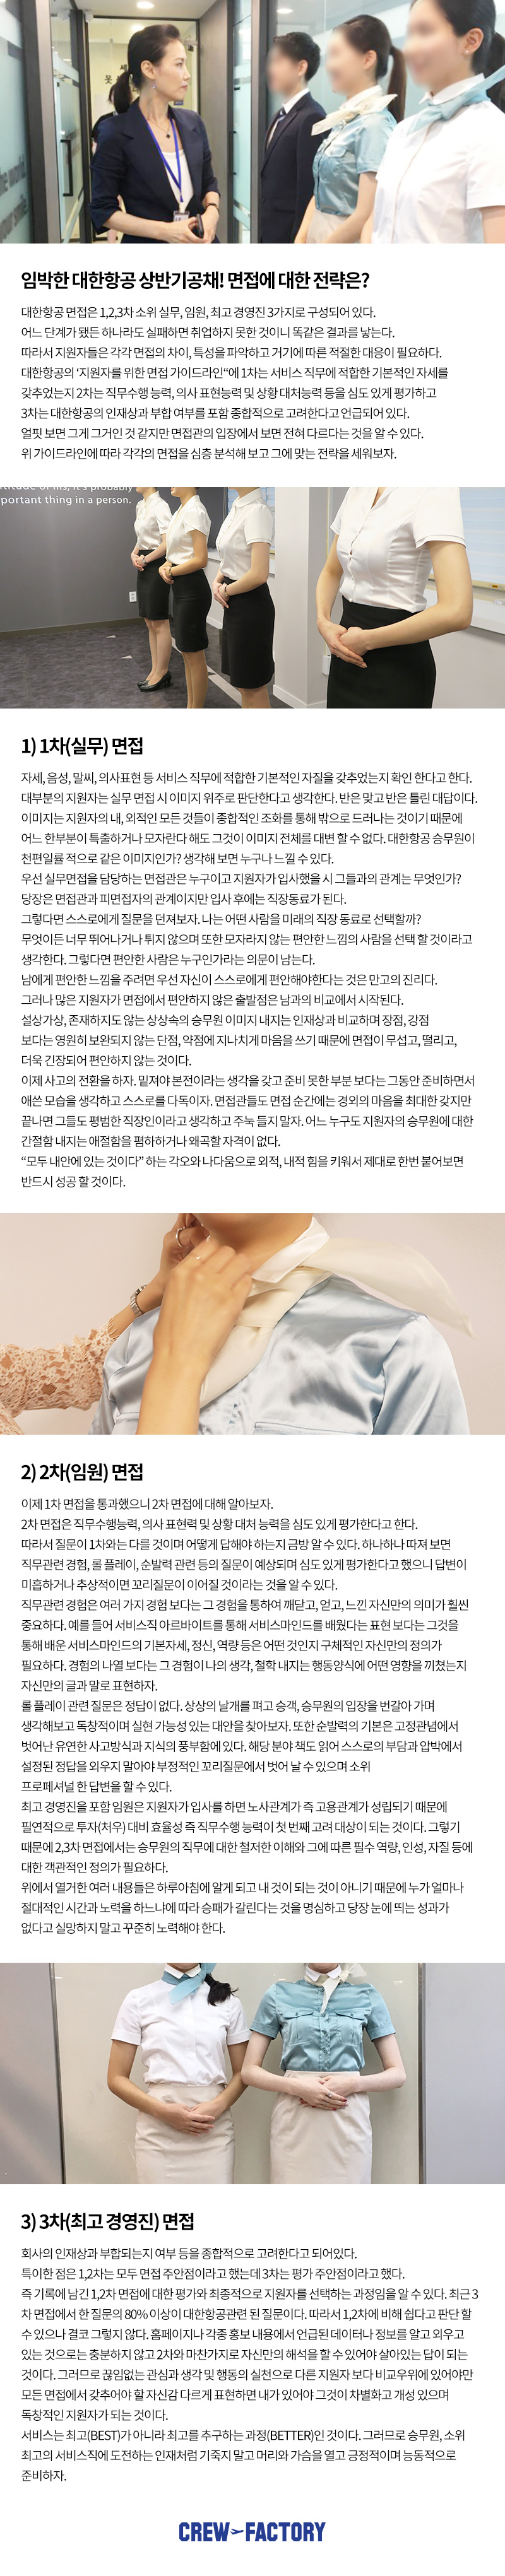 임박한 대한항공 상반기공채! 면접에 대한 전략은?
대한항공 면접은 1,2,3차 소위 실무, 임원, 최고 경영진 3가지로 구성되어 있다.
어느 단계가 됐든 하나라도 실패하면 취업하지 못한 것이니 똑같은 결과를 낳는다.
따라서 지원자들은 각각 면접의 차이, 특성을 파악하고 거기에 따른 적절한 대응이 필요하다.
대한항공의 ‘지원자를 위한 면접 가이드라인“에 1차는 서비스 직무에 적합한 기본적인 자세를
갖추었는지 2차는 직무수행 능력, 의사 표현능력 및 상황 대처능력 등을 심도 있게 평가하고
3차는 대한항공의 인재상과 부합 여부를 포함 종합적으로 고려한다고 언급되어 있다.
얼핏 보면 그게 그거인 것 같지만 면접관의 입장에서 보면 전혀 다르다는 것을 알 수 있다.
위 가이드라인에 따라 각각의 면접을 심층 분석해 보고 그에 맞는 전략을 세워보자.
portant thing in a person.
1) 1차(실무) 면접
자세, 음성, 말씨, 의사표현 등 서비스 직무에 적합한 기본적인 자질을 갖추었는지 확인 한다고 한다.
대부분의 지원자는 실무 면접 시 이미지 위주로 판단한다고 생각한다. 반은 맞고 반은 틀린 대답이다.
이미지는 지원자의 내, 외적인 모든 것들이 종합적인 조화를 통해 밖으로 드러나는 것이기 때문에
어느 한부분이 특출하거나 모자란다 해도 그것이 이미지 전체를 대변 할 수 없다. 대한항공 승무원이
천편일률 적으로 같은 이미지인가? 생각해 보면 누구나 느낄 수 있다.
우선 실무면접을 담당하는 면접관은 누구이고 지원자가 입사했을 시 그들과의 관계는 무엇인가?
당장은 면접관과 피면접자의 관계이지만 입사 후에는 직장동료가 된다.
그렇다면 스스로에게 질문을 던져보자. 나는 어떤 사람을 미래의 직장 동료로 선택할까?
무엇이든 너무 뛰어나거나 튀지 않으며 또한 모자라지 않는 편안한 느낌의 사람을 선택 할 것이라고
생각한다. 그렇다면 편안한 사람은 누구인가라는 의문이 남는다.
남에게 편안한 느낌을 주려면 우선 자신이 스스로에게 편안해야한다는 것은 만고의 진리다.
그러나 많은 지원자가 면접에서 편안하지 않은 출발점은 남과의 비교에서 시작된다.
설상가상, 존재하지도 않는 상상속의 승무원 이미지 내지는 인재상과 비교하며 장점, 강점
보다는 영원히 보완되지 않는 단점, 약점에 지나치게 마음을 쓰기 때문에 면접이 무섭고, 떨리고,
더욱 긴장되어 편안하지 않는 것이다.
이제 사고의 전환을 하자. 밑져야 본전이라는 생각을 갖고 준비 못한 부분 보다는 그동안 준비하면서
애쓴 모습을 생각하고 스스로를 다독이자. 면접관들도 면접 순간에는 경외의 마음을 최대한 갖지만
끝나면 그들도 평범한 직장인이라고 생각하고 주눅 들지 말자. 어느 누구도 지원자의 승무원에 대한
간절함 내지는 애절함을 폄하하거나 왜곡할 자격이 없다.
“모두 내안에 있는 것이다” 하는 각오와 나다움으로 외적, 내적 힘을 키워서 제대로 한번 붙어보면
반드시 성공 할 것이다.
2) 2차(임원) 면접
이제 1차 면접을 통과했으니 2차 면접에 대해 알아보자.
2차 면접은 직무수행능력, 의사 표현력 및 상황 대처 능력을 심도 있게 평가한다고 한다.
따라서 질문이 1차와는 다를 것이며 어떻게 답해야 하는지 금방 알 수 있다. 하나하나 따져 보면
직무관련 경험, 롤 플레이, 순발력 관련 등의 질문이 예상되며 심도 있게 평가한다고 했으니 답변이
미흡하거나 추상적이면 꼬리질문이 이어질 것이라는 것을 알 수 있다.
직무관련 경험은 여러 가지 경험 보다는 그 경험을 통하여 깨닫고, 얻고, 느낀 자신만의 의미가 훨씬
중요하다. 예를 들어 서비스직 아르바이트를 통해 서비스마인드를 배웠다는 표현 보다는 그것을
통해 배운 서비스마인드의 기본자세, 정신, 역량 등은 어떤 것인지 구체적인 자신만의 정의가
필요하다. 경험의 나열 보다는 그 경험이 나의 생각, 철학 내지는 행동양식에 어떤 영향을 끼쳤는지
자신만의 글과 말로 표현하자.
롤 플레이 관련 질문은 정답이 없다. 상상의 날개를 펴고 승객, 승무원의 입장을 번갈아 가며
생각해보고 독창적이며 실현 가능성 있는 대안을 찾아보자. 또한 순발력의 기본은 고정관념에서
벗어난 유연한 사고방식과 지식의 풍부함에 있다. 해당 분야 책도 읽어 스스로의 부담과 압박에서
설정된 정답을 외우지 말아야 부정적인 꼬리질문에서 벗어 날 수 있으며 소위
프로페셔널 한 답변을 할 수 있다.
최고 경영진을 포함 임원은 지원자가 입사를 하면 노사관계가 즉 고용관계가 성립되기 때문에
필연적으로 투자(처우) 대비 효율성 즉 직무수행 능력이 첫 번째 고려 대상이 되는 것이다. 그렇기
때문에 2,3차 면접에서는 승무원의 직무에 대한 철저한 이해와 그에 따른 필수 역량, 인성, 자질 등에
대한 객관적인 정의가 필요하다.
위에서 열거한 여러 내용들은 하루아침에 알게 되고 내 것이 되는 것이 아니기 때문에 누가 얼마나
절대적인 시간과 노력을 하느냐에 따라 승패가 갈린다는 것을 명심하고 당장 눈에 띄는 성과가
없다고 실망하지 말고 꾸준히 노력해야 한다.
3) 3차(최고 경영진) 면접
회사의 인재상과 부합되는지 여부 등을 종합적으로 고려한다고 되어있다.
특이한 점은 1,2차는 모두 면접 주안점이라고 했는데 3차는 평가 주안점이라고 했다.
즉 기록에 남긴 1,2차 면접에 대한 평가와 최종적으로 지원자를 선택하는 과정임을 알 수 있다. 최근 3
차 면접에서 한 질문의 80% 이상이 대한항공관련 된 질문이다. 따라서 1,2차에 비해 쉽다고 판단 할
수 있으나 결코 그렇지 않다. 홈페이지나 각종 홍보 내용에서 언급된 데이터나 정보를 알고 외우고
있는 것으로는 충분하지 않고 2차와 마찬가지로 자신만의 해석을 할 수 있어야 살아있는 답이 되는
것이다. 그러므로 끊임없는 관심과 생각 및 행동의 실천으로 다른 지원자 보다 비교우위에 있어야만
모든 면접에서 갖추어야 할 자신감 다르게 표현하면 내가 있어야 그것이 차별화고 개성 있으며
독창적인 지원자가 되는 것이다.
서비스는 최고(BEST)가 아니라 최고를 추구하는 과정(BETTER)인 것이다. 그러므로 승무원, 소위
최고의 서비스직에 도전하는 인재처럼 기죽지 말고 머리와 가슴을 열고 긍정적이며 능동적으로
준비하자.
CREW FACTORY